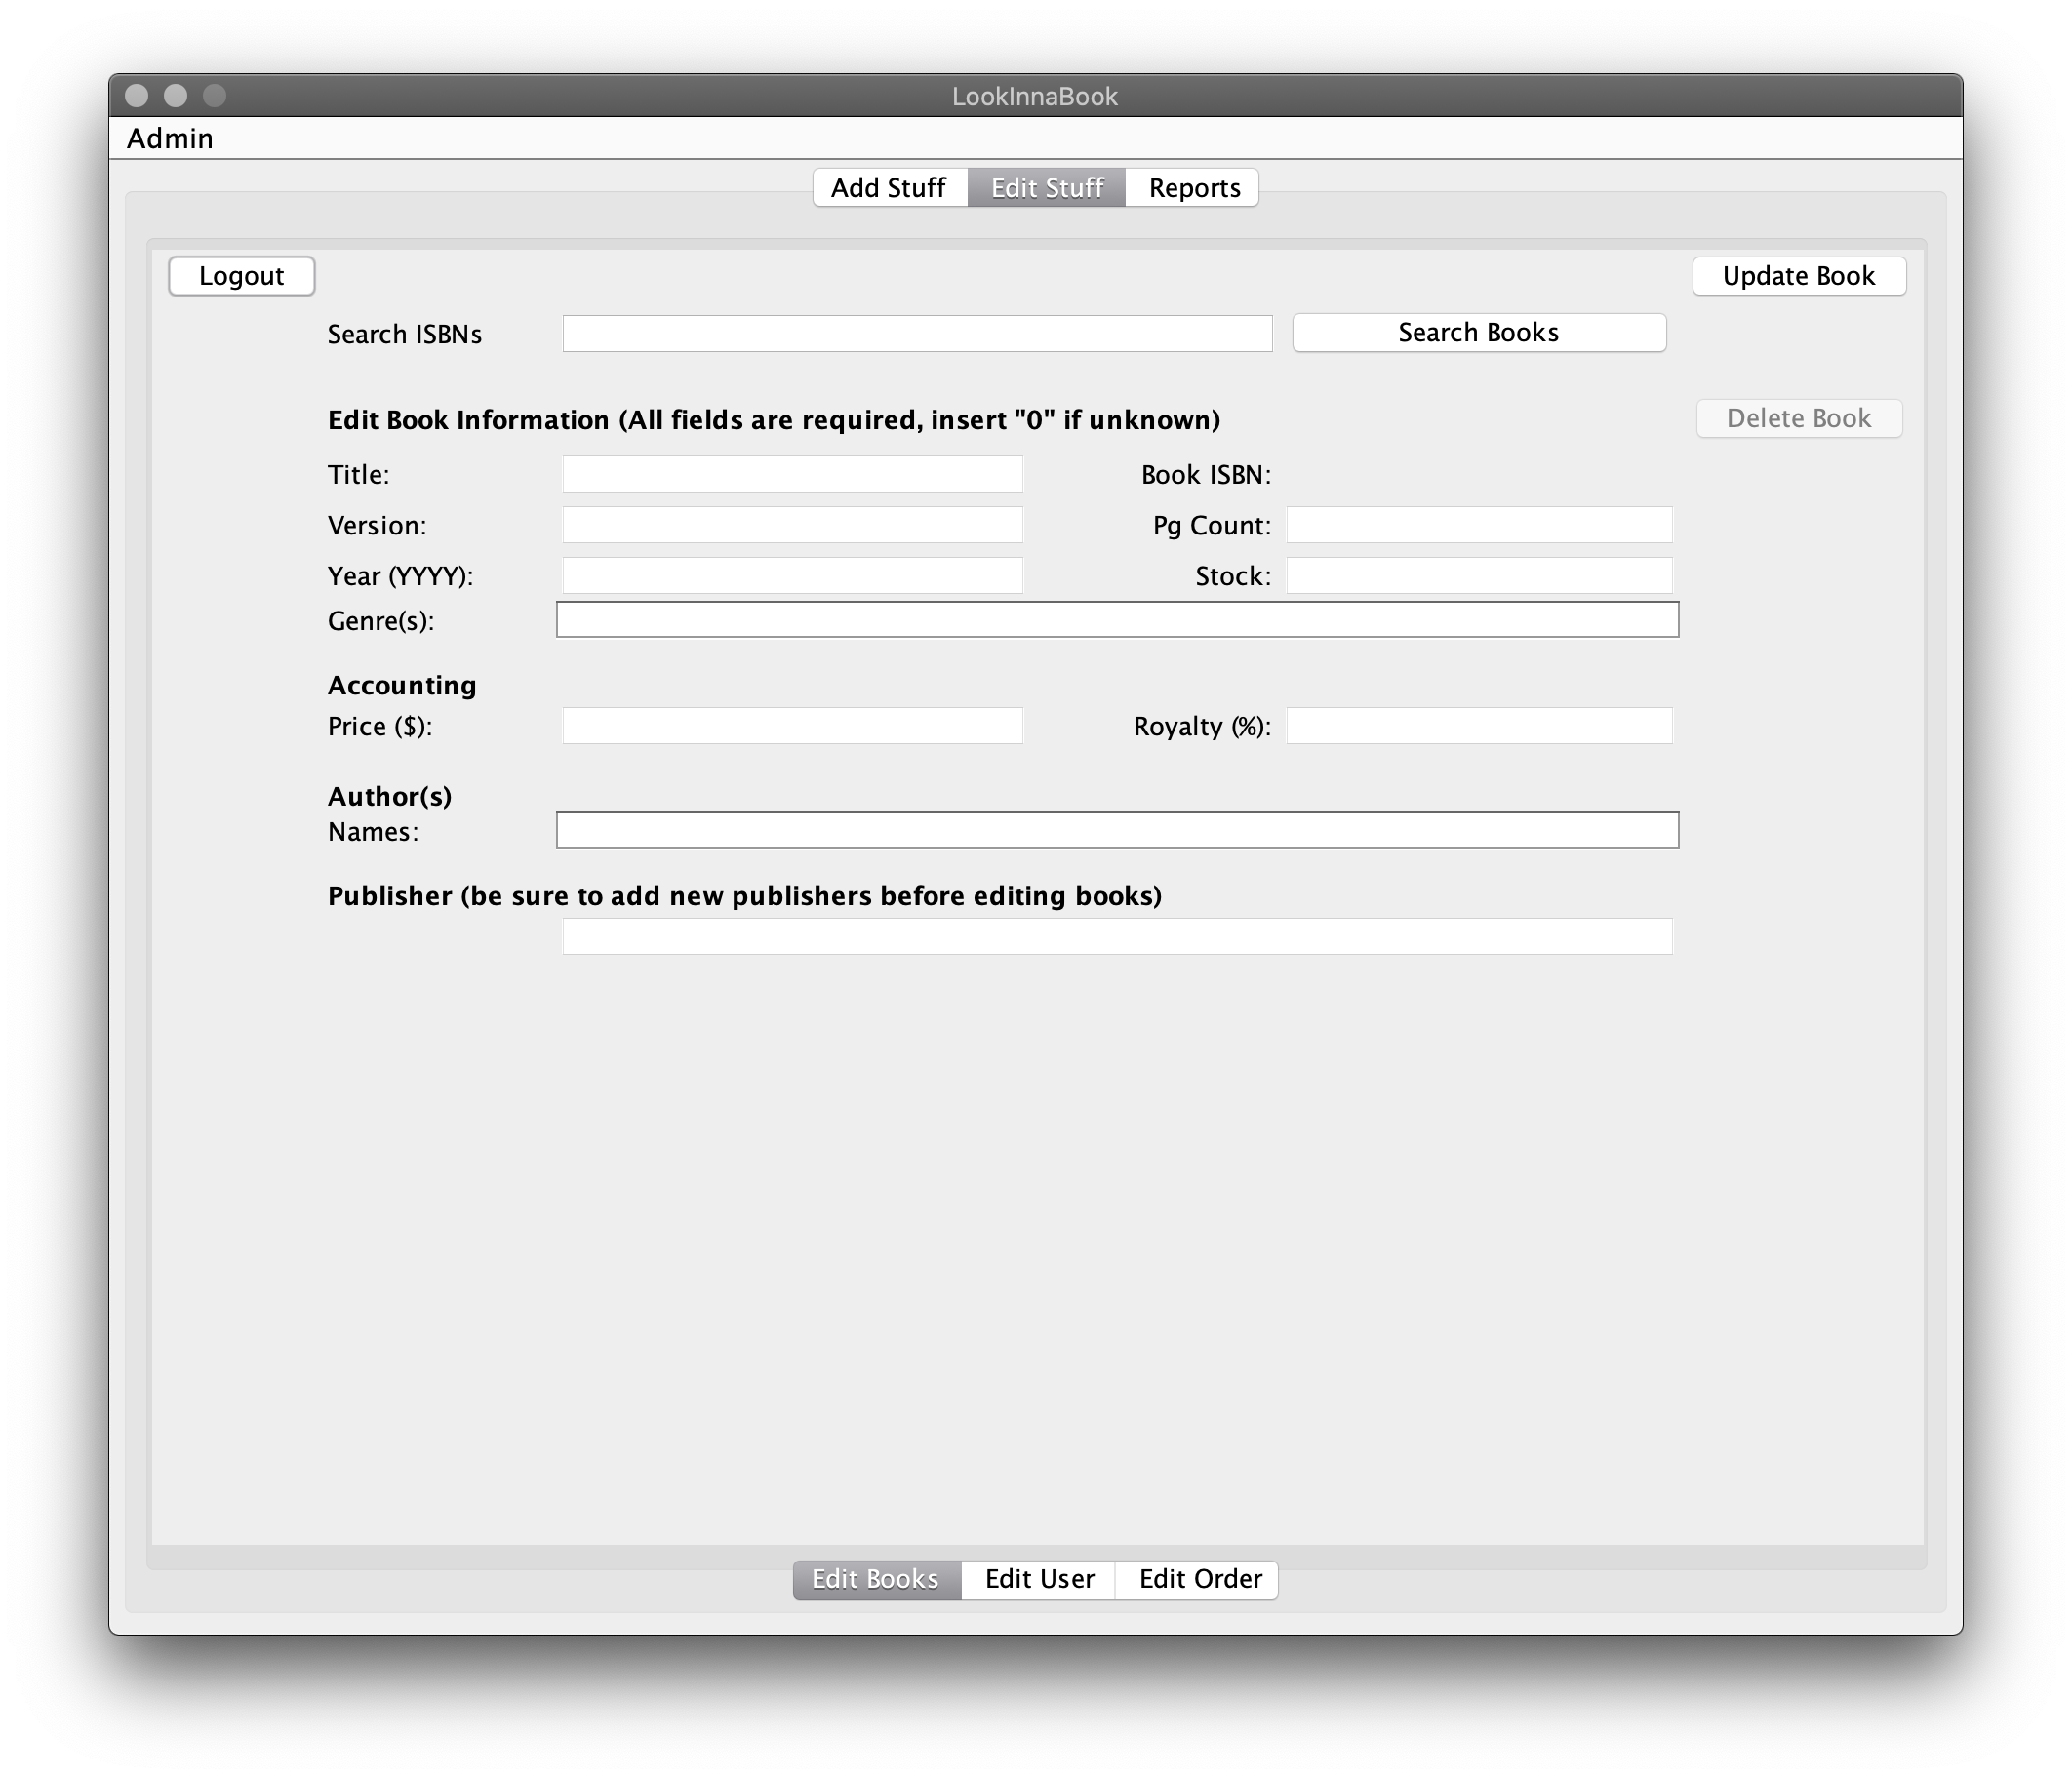 LookInnaBook
Admin
Add Stuff Edit Stuff Reports
Logout Update Book
Search ISBNs Search Books
Edit Book Information (All fields are required, insert "0" if unknown) Delete Book
Title: Book ISBN:
Version: Pg Count:
Year (YYYY): Stock:
Genre(s):
Accounting
Price ($): Royalty (%):
Author(s)
Names:
Publisher (be sure to add new publishers before editing books)
Edit Books Edit User Edit Order